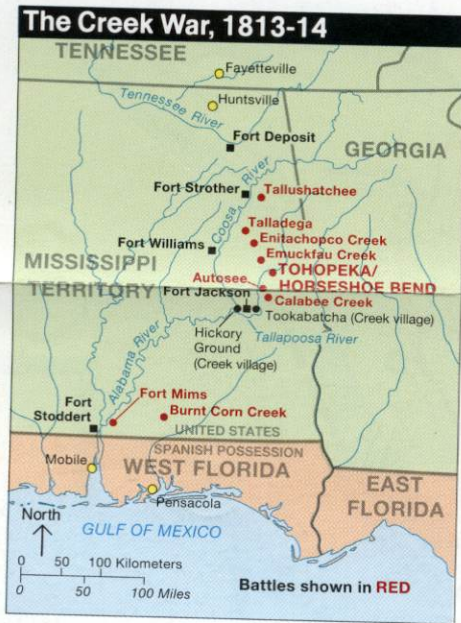 The Creek War, 1813-14
TENNESSEE
Fayetteville
Huntsville
Tennessee River
Fort Deposit
GEORGIA
Fort Strother
Coosa River
Tallushatchee
Talladega
Enitachopco Creek
Fort Williams
Emuckfau Creek
MISSISSIPPI
TERRITORY
TOHOPEKA/
HORSESHOE BEND
Autosee
Fort Jackson
Calabee Creek
Tookabatcha (Creek village)
Hickory
Ground
(Creek village)
Tallapoosa River
Alabama River
Fort Mims
Fort
Stoddert
Burnt Corn Creek
UNITED STATES
SPANISH POSSESSION
Mobile
WEST FLORIDA
EAST
FLORIDA
Pensacola
North
GULF OF MEXICO
0 50 100 Kilometers
0 50 100 Miles
Battles shown in RED